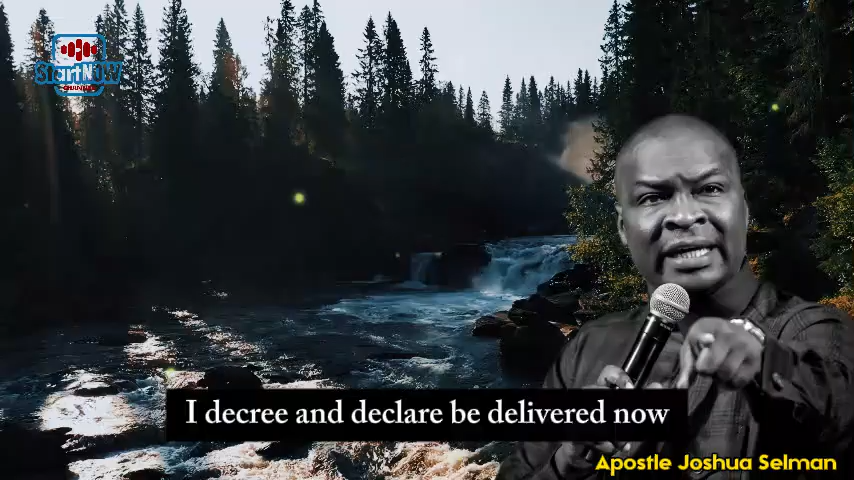 StartNOW
I decree and declare be delivered now
Apostle Joshua Selman